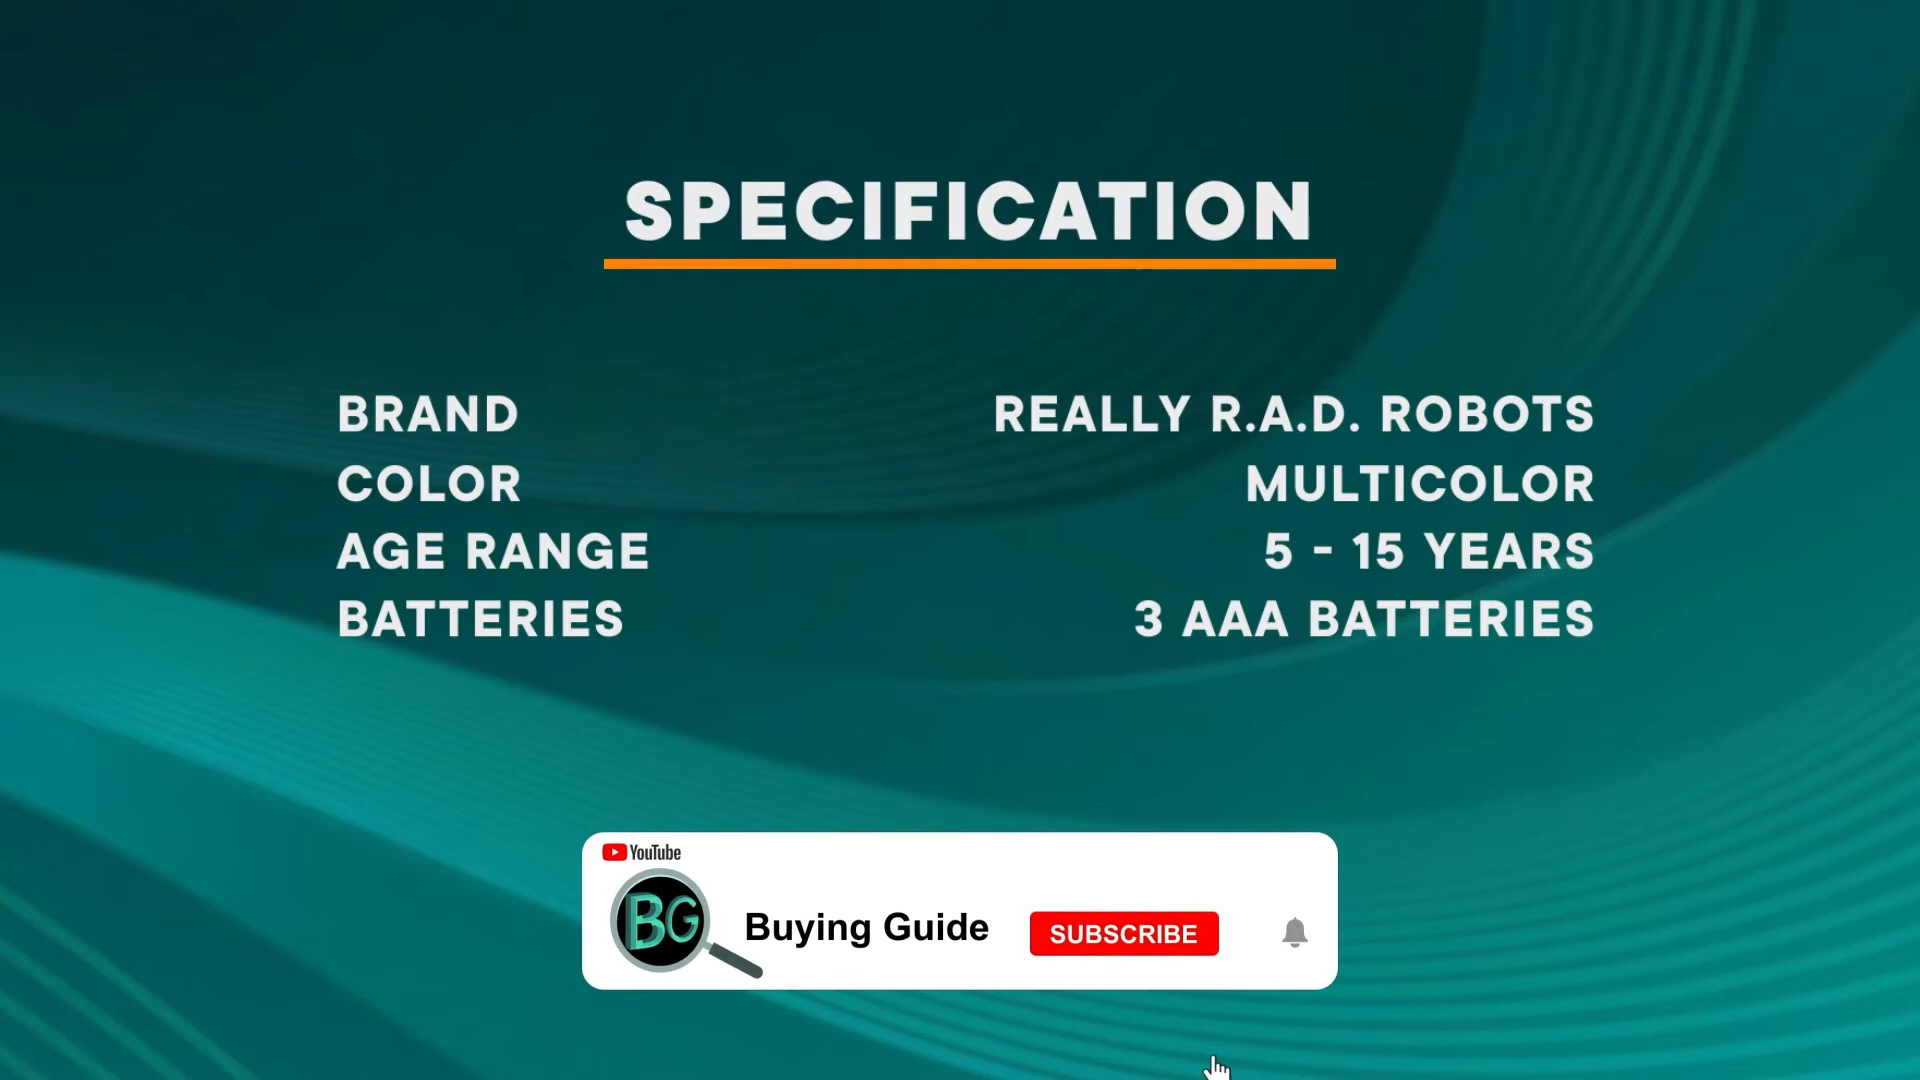 SPECIFICATION
BRAND REALLY R.A.D. ROBOTS
COLOR MULTICOLOR
AGE RANGE 5 - 15 YEARS
BATTERIES 3 AAA BATTERIES
YouTube
BG
Buying Guide SUBSCRIBE